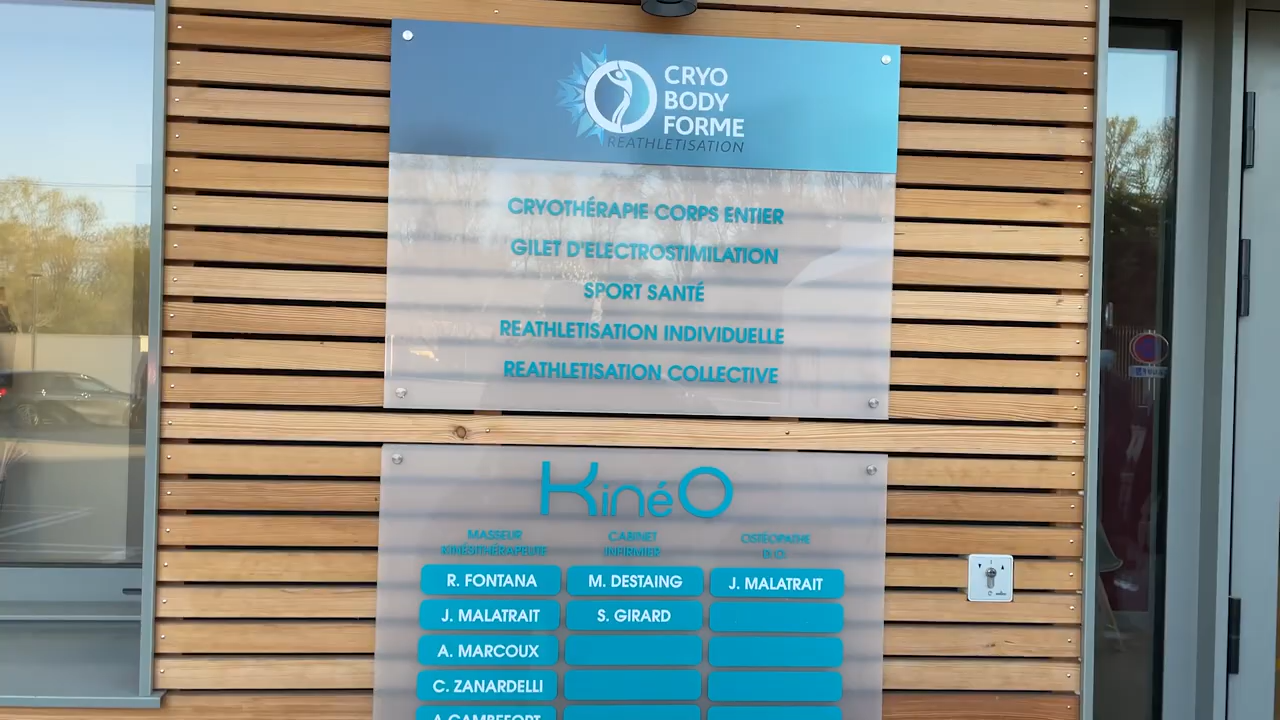 CRYO
BODY
FORME
REATHLETISATION
CRYOTHÉRAPIE CORPS ENTIER
GILET D'ELECTROSTIMILATION
SPORT SANTÉ
REATHLETISATION INDIVIDUELLE
REATHLETISATION COLLECTIVE
KinéO
MASSEUR
KINÉSITHÉRAPEUTE
CABINET
INFIRMIER
OSTÉOPATHE
D.O.
R. FONTANA
M. DESTAING
J. MALATRAIT
J. MALATRAIT
S. GIRARD
A. MARCOUX
C. ZANARDELLI